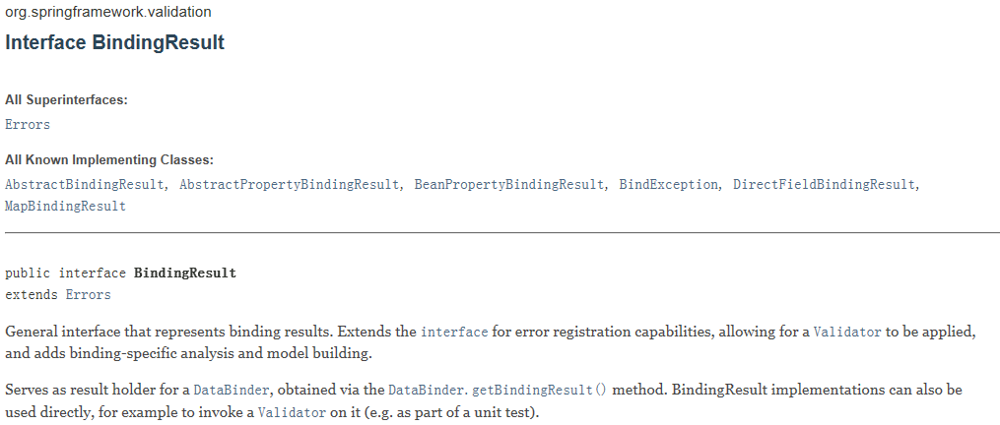 org.springframework.validation
Interface BindingResult
All Superinterfaces:
Errors
All Known Implementing Classes:
AbstractBindingResult, AbstractPropertyBindingResult, BeanPropertyBindingResult, BindException, DirectFieldBindingResult,
MapBindingResult
public interface BindingResult
extends Errors
General interface that represents binding results. Extends the interface for error registration capabilities, allowing for a Validator to be applied,
and adds binding-specific analysis and model building.
Serves as result holder for a DataBinder, obtained via the DataBinder.getBindingResult() method. BindingResult implementations can also be
used directly, for example to invoke a Validator on it (e.g. as part of a unit test).